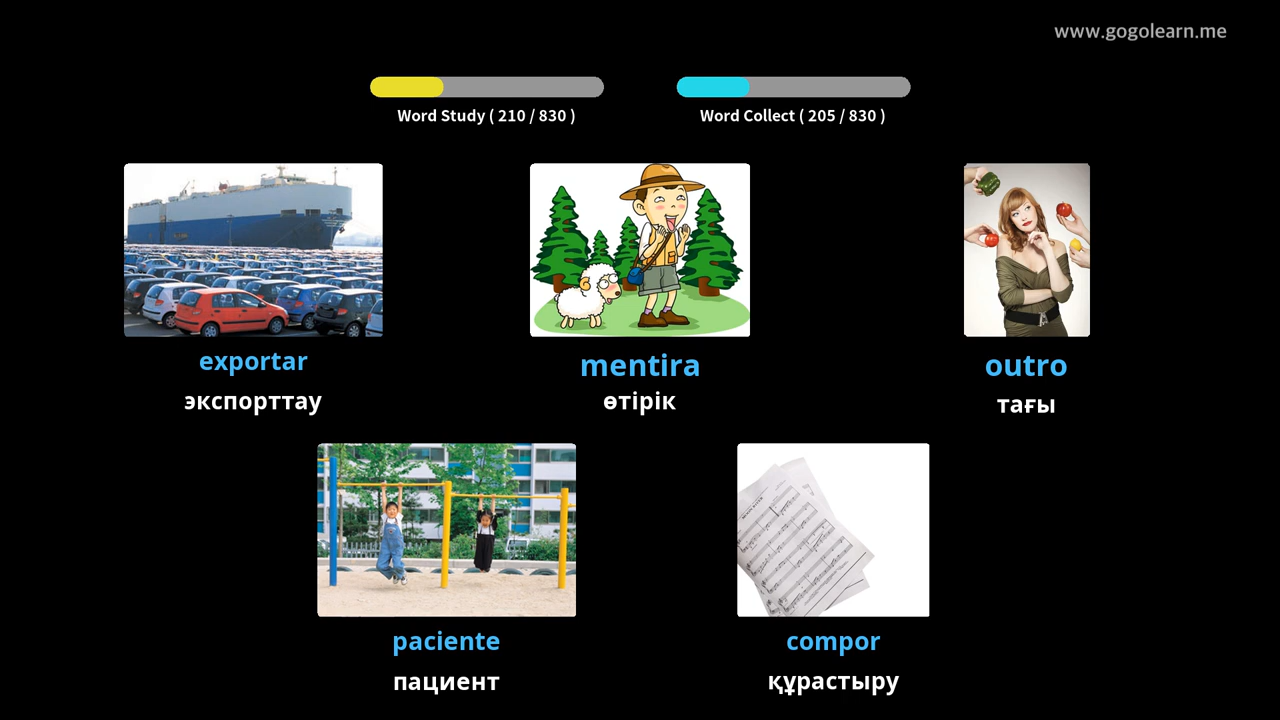 www.gogolearn.me
Word Study ( 210 / 830 )
Word Collect ( 205 / 830 )
exportar
экспорттау
mentira
өтірік
outro
тағы
paciente
пациент
compor
құрастыру